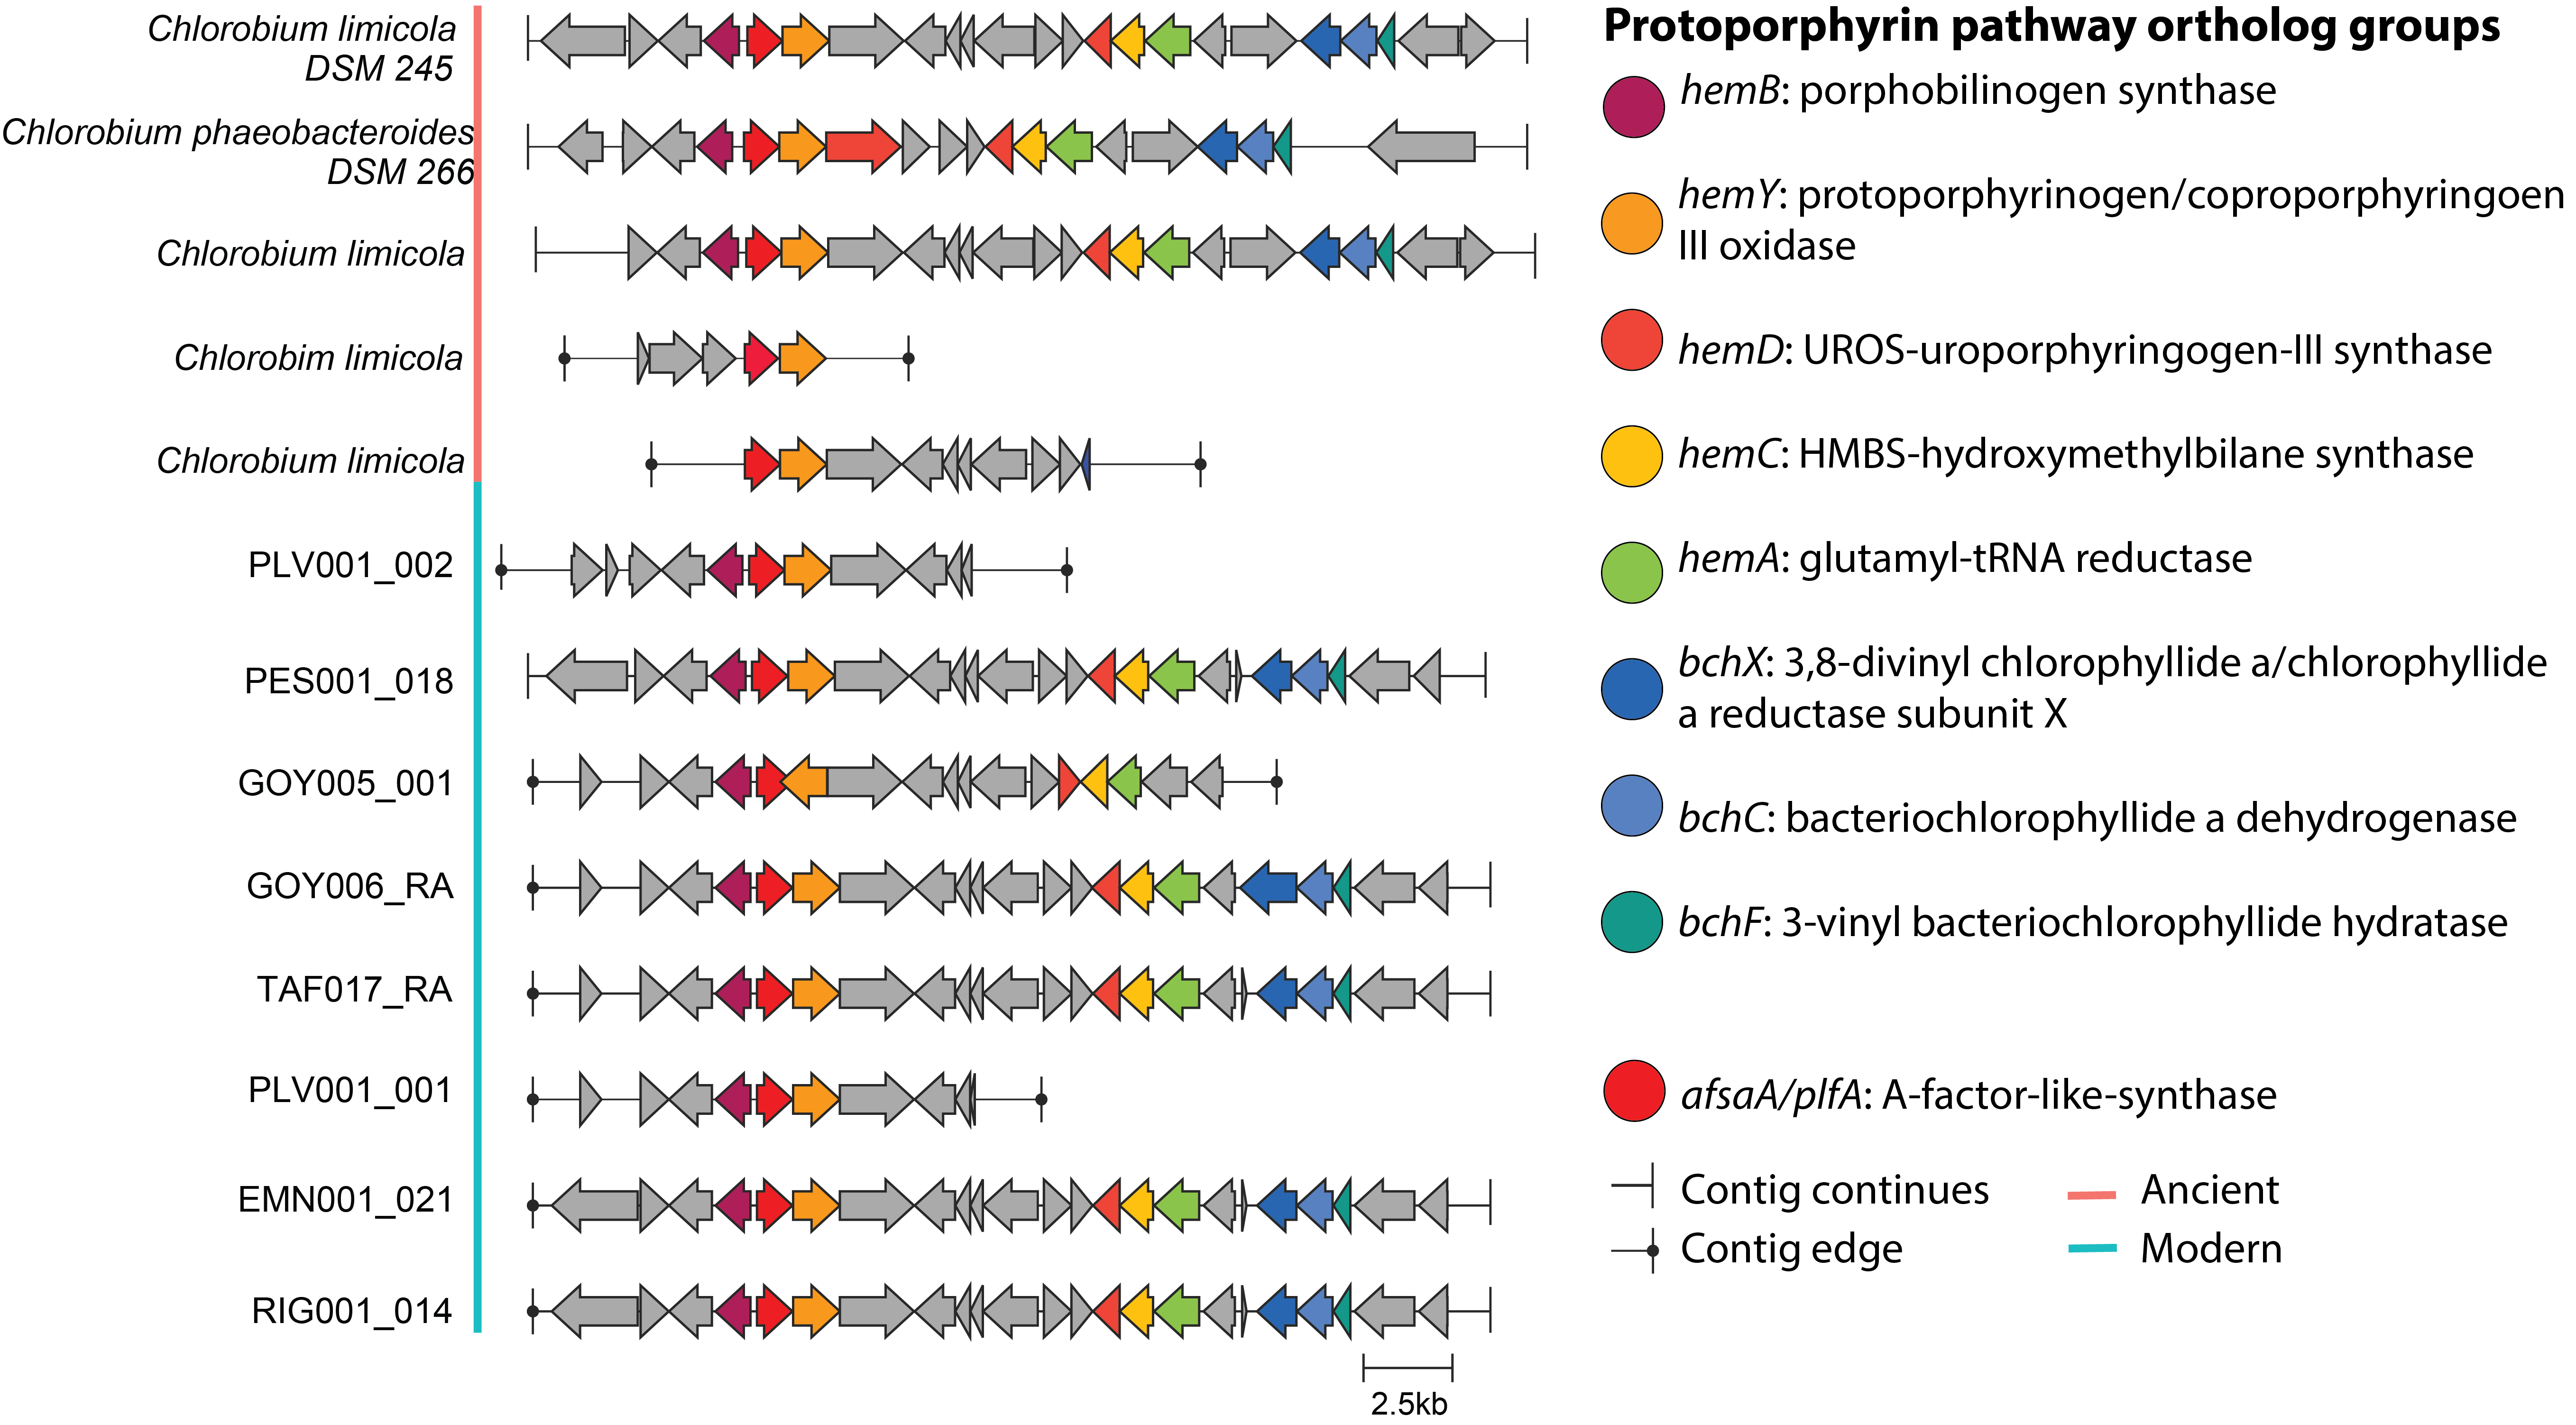 Chlorobium limicola
DSM 245
Chlorobium phaeobacteroides
DSM 266
Chlorobium limicola
Chlorobim limicola
Chlorobium limicola
PLV001_002
PES001_018
GOY005_001
GOY006_RA
TAF017_RA
PLV001_001
EMN001_021
RIG001_014
2.5kb
Protoporphyrin pathway ortholog groups
hemB: porphobilinogen synthase
hemY: protoporphyrinogen/coproporphyringoen
III oxidase
hemD: UROS-uroporphyringogen-III synthase
hemC: HMBS-hydroxymethylbilane synthase
hemA: glutamyl-tRNA reductase
bchX: 3,8-divinyl chlorophyllide a/chlorophyllide
a reductase subunit X
bchC: bacteriochlorophyllide a dehydrogenase
bchF: 3-vinyl bacteriochlorophyllide hydratase
afsaA/plfA: A-factor-like-synthase
Contig continues
Ancient
Contig edge
Modern